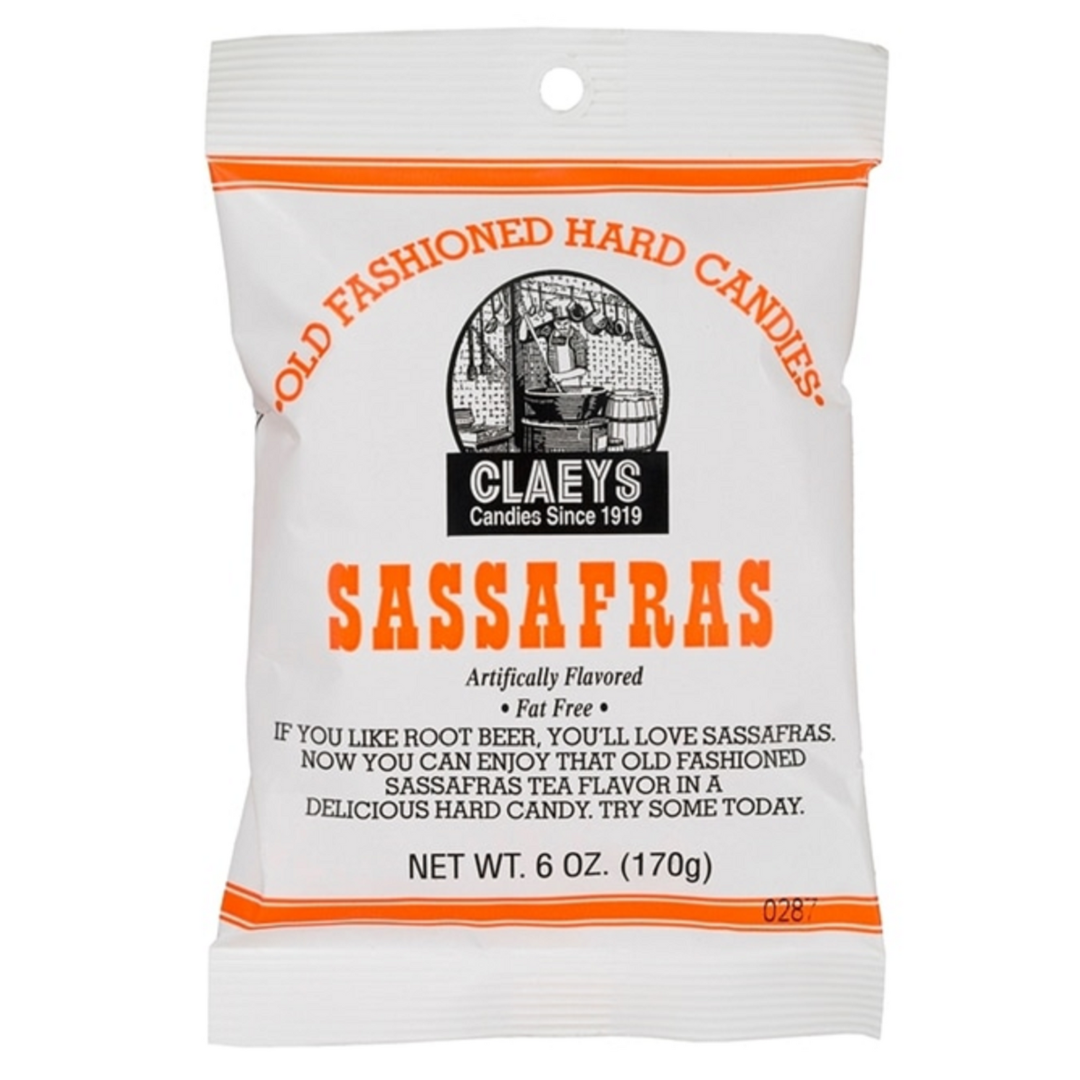 •OLD FASHIONED HARD CANDIES•
CLAEYS
Candies Since 1919
SASSAFRAS
Artifically Flavored
• Fat Free •
IF YOU LIKE ROOT BEER, YOU'LL LOVE SASSAFRAS.
NOW YOU CAN ENJOY THAT OLD FASHIONED
SASSAFRAS TEA FLAVOR IN A
DELICIOUS HARD CANDY. TRY SOME TODAY.
NET WT. 6 OZ. (170g)
0287